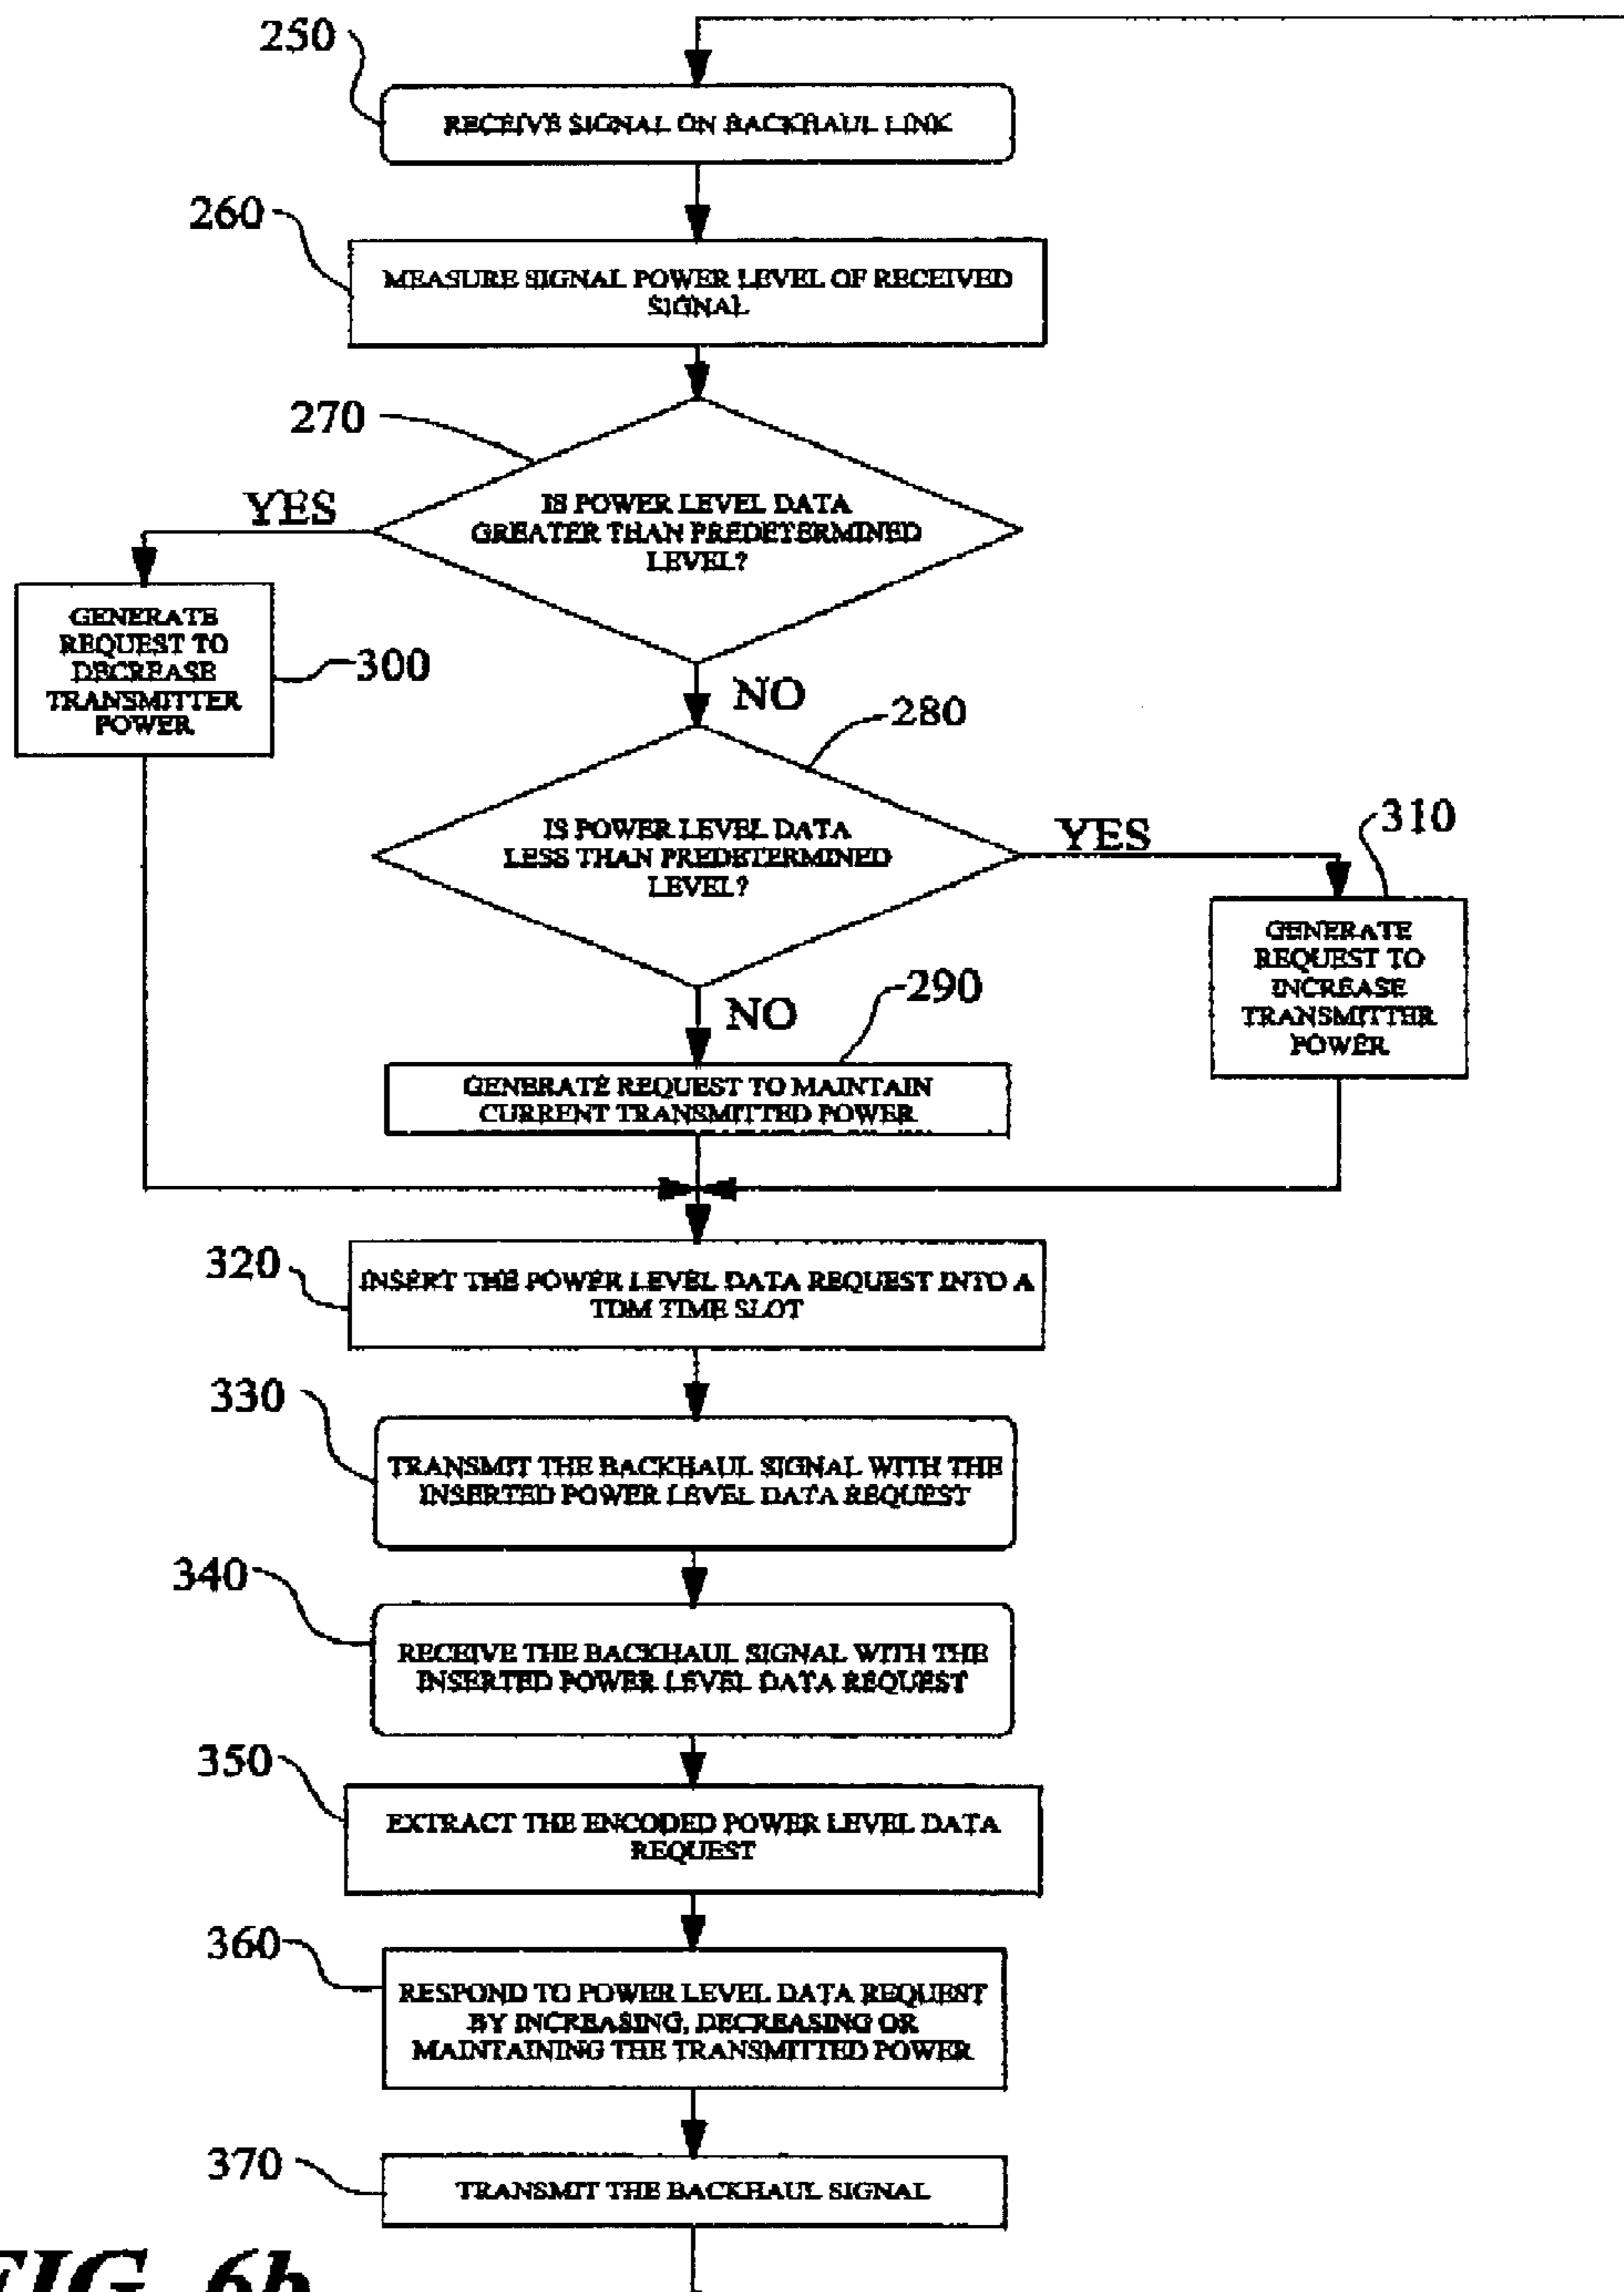 250
RECEIVE SIGNAL ON BACKHAUL LINK
260
MEASURE SIGNAL POWER LEVEL OF RECEIVED
SIGNAL
270
YES
IS POWER LEVEL DATA
GREATER THAN PREDETERMINED
LEVEL?
GENERATE
REQUEST TO
DECREASE
TRANSMITTER
POWER
300
NO
280
IS POWER LEVEL DATA
LESS THAN PREDETERMINED
LEVEL?
YES
310
GENERATE
REQUEST TO
INCREASE
TRANSMITTER
POWER
NO
290
GENERATE REQUEST TO MAINTAIN
CURRENT TRANSMITTED POWER
320
INSERT THE POWER LEVEL DATA REQUEST INTO A
TDM TIME SLOT
330
TRANSMIT THE BACKHAUL SIGNAL WITH THE
INSERTED POWER LEVEL DATA REQUEST
340
RECEIVE THE BACKHAUL SIGNAL WITH THE
INSERTED POWER LEVEL DATA REQUEST
350
EXTRACT THE ENCODED POWER LEVEL DATA
REQUEST
360
RESPOND TO POWER LEVEL DATA REQUEST
BY INCREASING, DECREASING OR
MAINTAINING THE TRANSMITTED POWER
370
TRANSMIT THE BACKHAUL SIGNAL
FIG. 6b